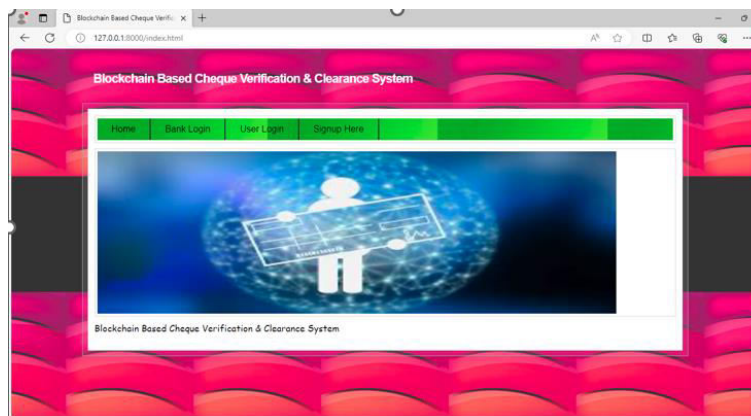 Blockchain Based Cheque Verific
127.0.0.1:8000/index.html
Blockchain Based Cheque Verification & Clearance System
Home Bank Login User Login Signup Here
Blockchain Based Cheque Verification & Clearance System